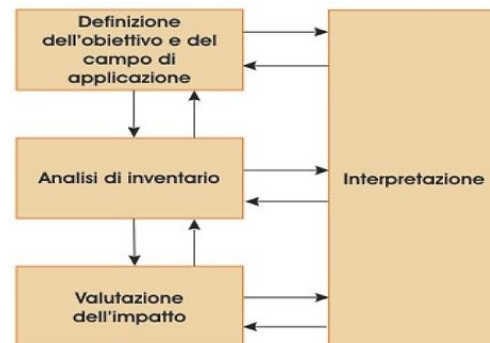 Definizione
dell'obiettivo e del
campo di
applicazione
Analisi di inventario
Interpretazione
Valutazione
dell'impatto